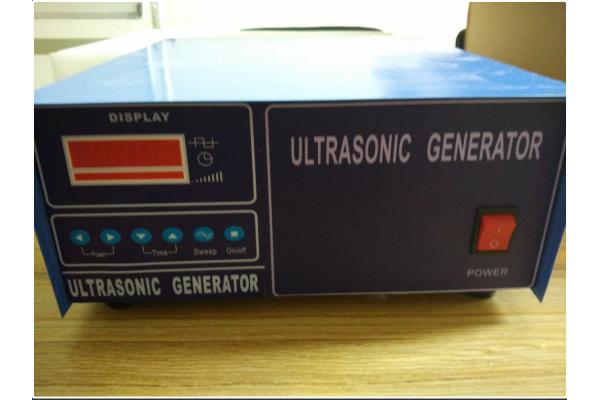 DISPLAY
ULTRASONIC GENERATOR
Power Time Sweep On/off
ULTRASONIC GENERATOR
POWER